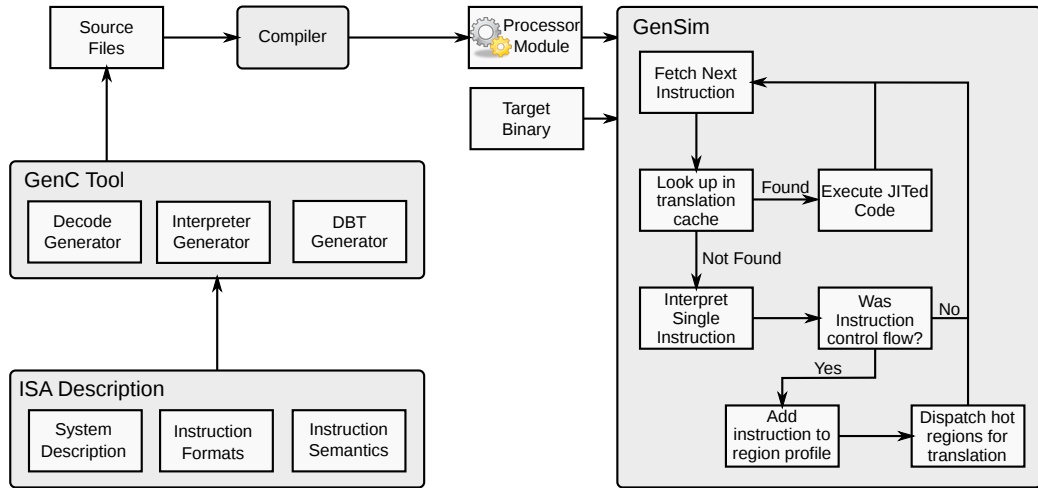 Source
Files
Compiler
Processor
Module
Target
Binary
GenC Tool
Decode
Generator
Interpreter
Generator
DBT
Generator
ISA Description
System
Description
Instruction
Formats
Instruction
Semantics
GenSim
Fetch Next
Instruction
Look up in
translation
cache
Found
Execute JITed
Code
Not Found
Interpret
Single
Instruction
Was
Instruction
control flow?
No
Yes
Add
instruction to
region profile
Dispatch hot
regions for
translation